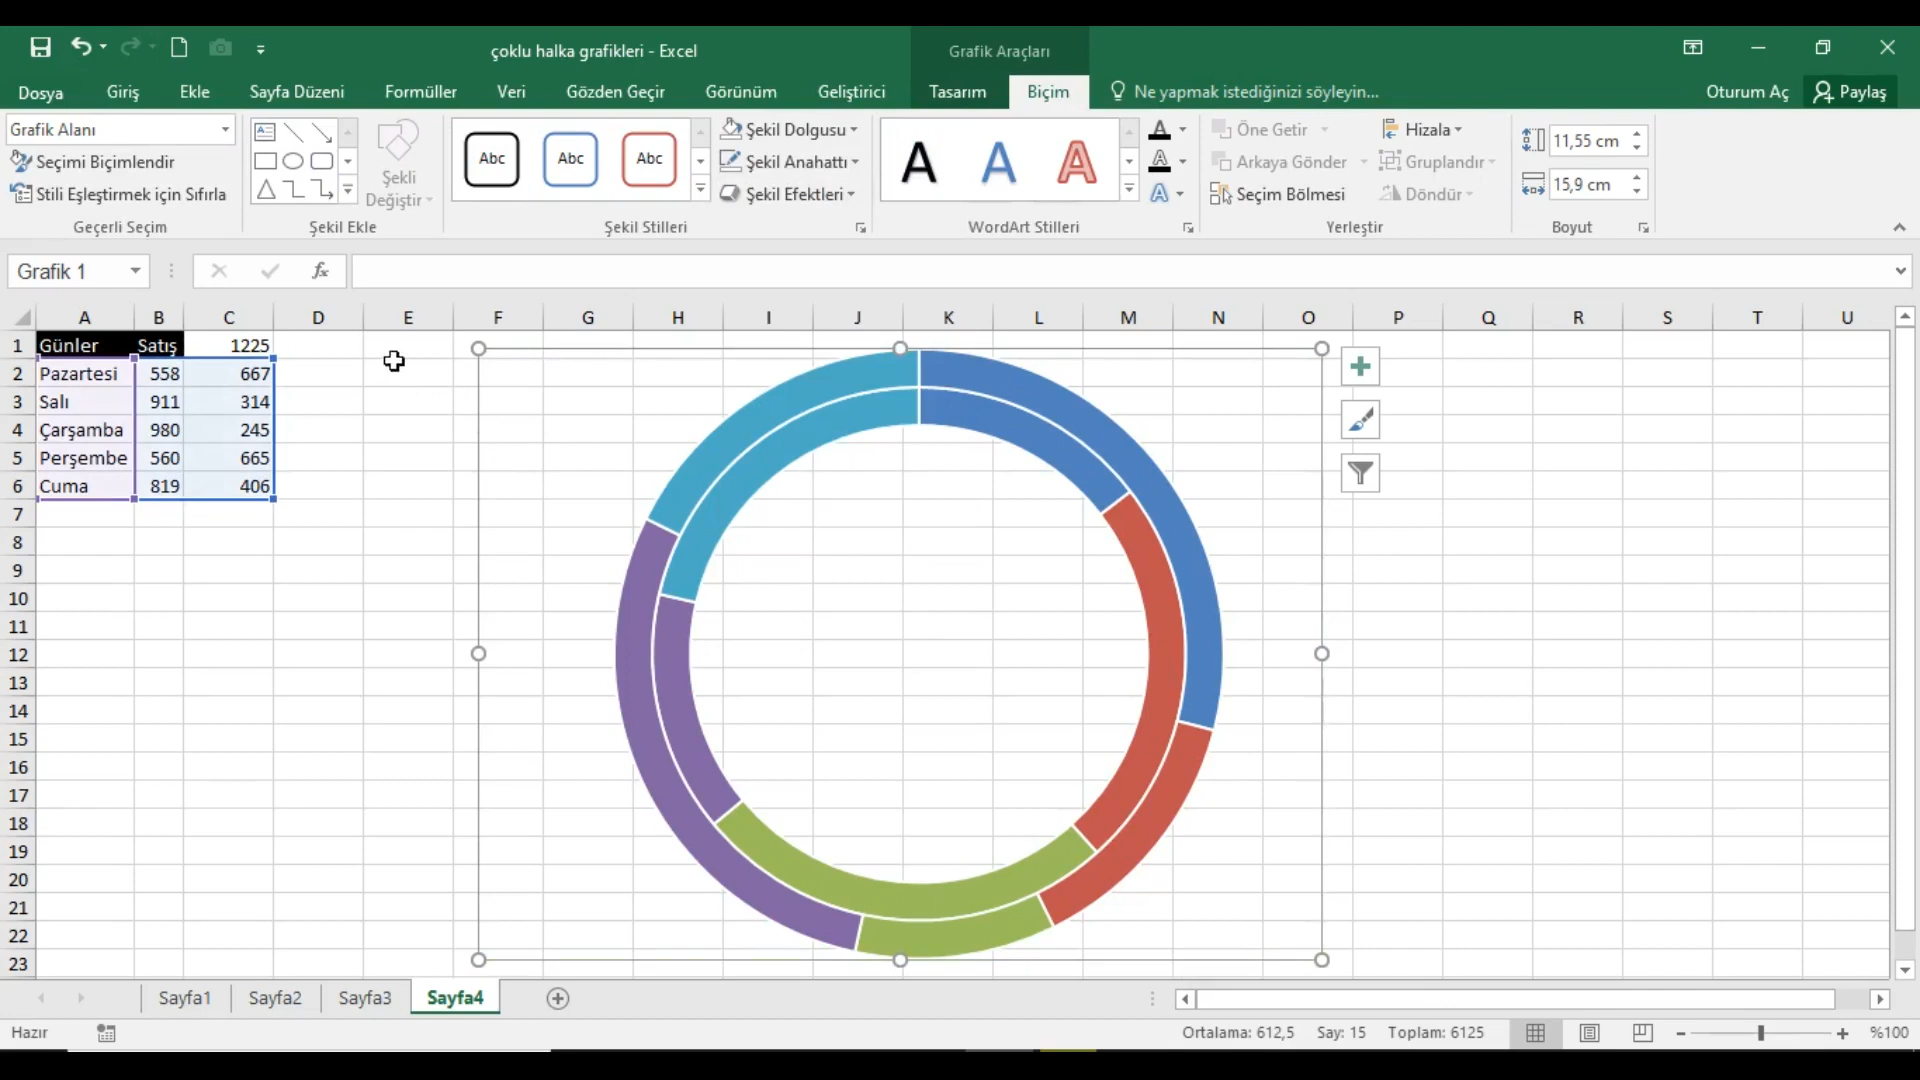 çoklu halka grafikleri - Excel
Grafik Araçları
Dosya Giriş Ekle Sayfa Düzeni Formüller Veri Gözden Geçir Görünüm Geliştirici Tasarım Biçim Ne yapmak istediğinizi söyleyin... Oturum Aç Paylaş
Grafik Alanı
Seçimi Biçimlendir
Stili Eşleştirmek için Sıfırla
Geçerli Seçim
Şekli
Değiştir
Şekil Ekle
Abc Abc Abc
Şekil Dolgusu
Şekil Anahattı
Şekil Efektleri
Şekil Stilleri
A A A
A
A
A
WordArt Stilleri
Öne Getir
Arkaya Gönder
Seçim Bölmesi
Hizala
Gruplandır
Döndür
Yerleştir
11,55 cm
15,9 cm
Boyut
Grafik 1 fx
A B C D E F G H I J K L M N O P Q R S T U
1 Günler Satış 1225
2 Pazartesi 558 667
3 Salı 911 314
4 Çarşamba 980 245
5 Perşembe 560 665
6 Cuma 819 406
7
8
9
10
11
12
13
14
15
16
17
18
19
20
21
22
23
Sayfa1 Sayfa2 Sayfa3 Sayfa4
Hazır Ortalama: 612,5 Say: 15 Toplam: 6125 %100